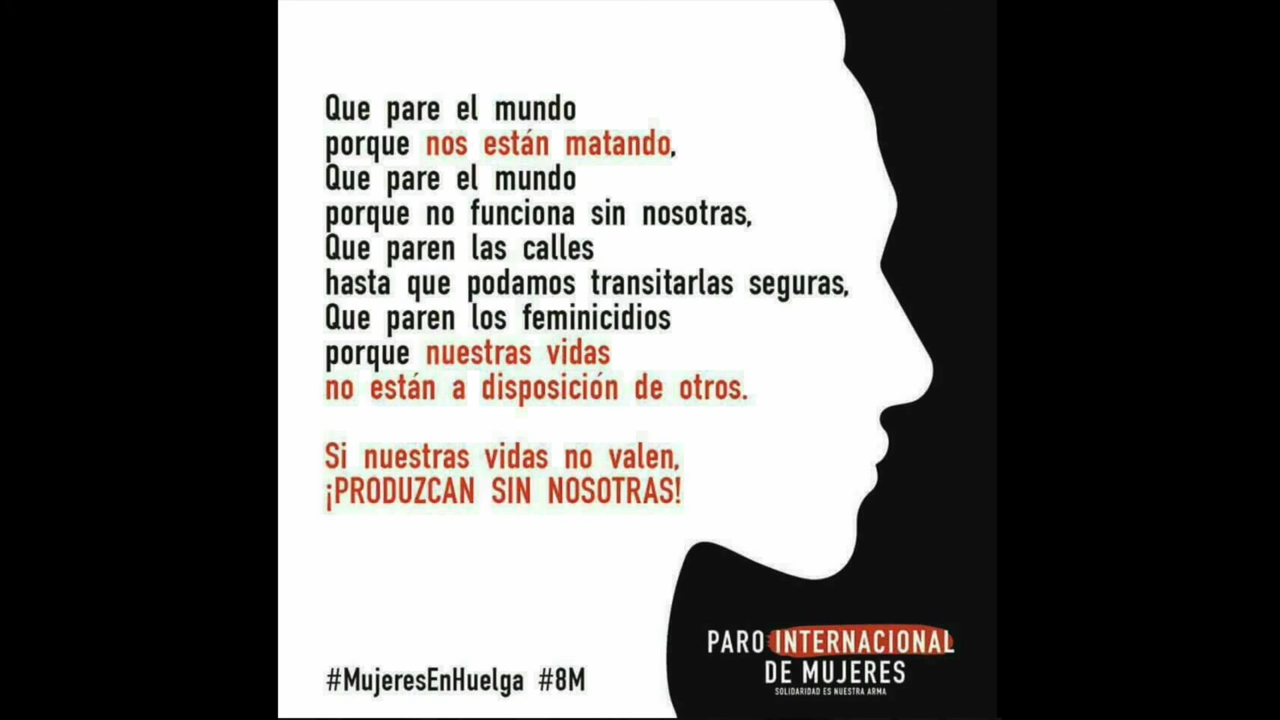 Que pare el mundo
porque nos están matando,
Que pare el mundo
porque no funciona sin nosotras,
Que paren las calles
hasta que podamos transitarlas seguras,
Que paren los feminicidios
porque nuestras vidas
no están a disposición de otros.
Si nuestras vidas no valen,
¡PRODUZCAN SIN NOSOTRAS!
#MujeresEnHuelga #8M
PARO INTERNACIONAL
DE MUJERES
SOLIDARIDAD ES NUESTRA ARMA